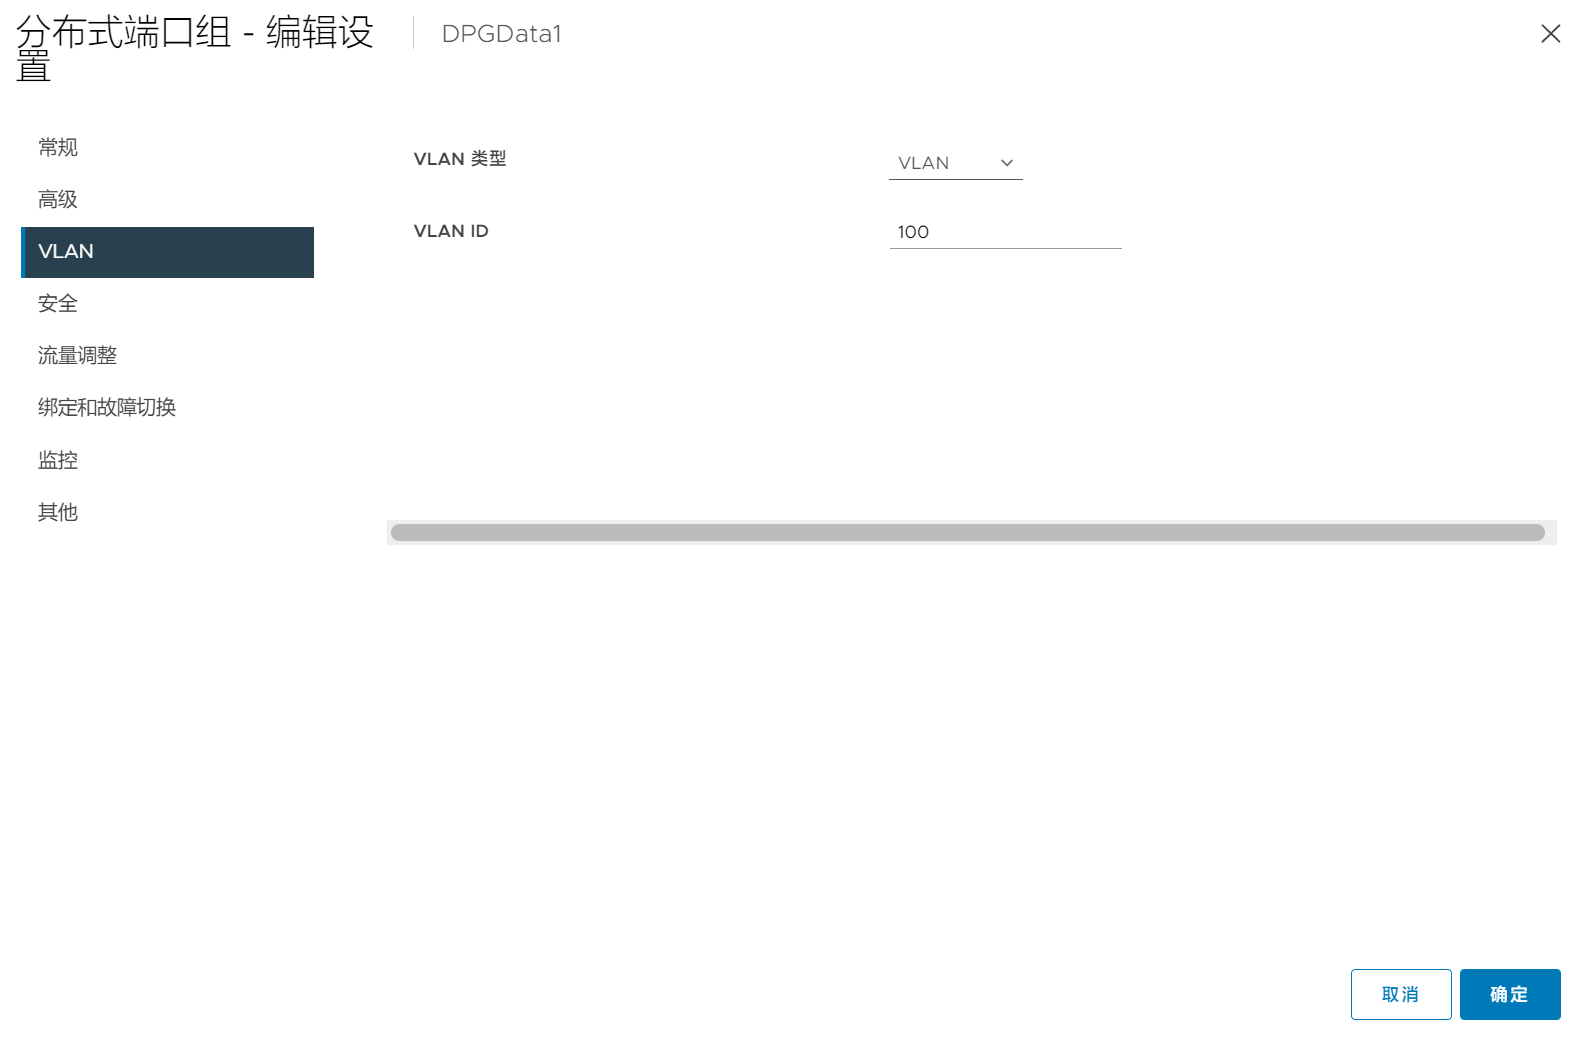 分布式端口组 - 编辑设
置
DPGData1
常规
高级
VLAN
安全
流量调整
绑定和故障切换
监控
其他
VLAN 类型
VLAN
VLAN ID
100
取消
确定